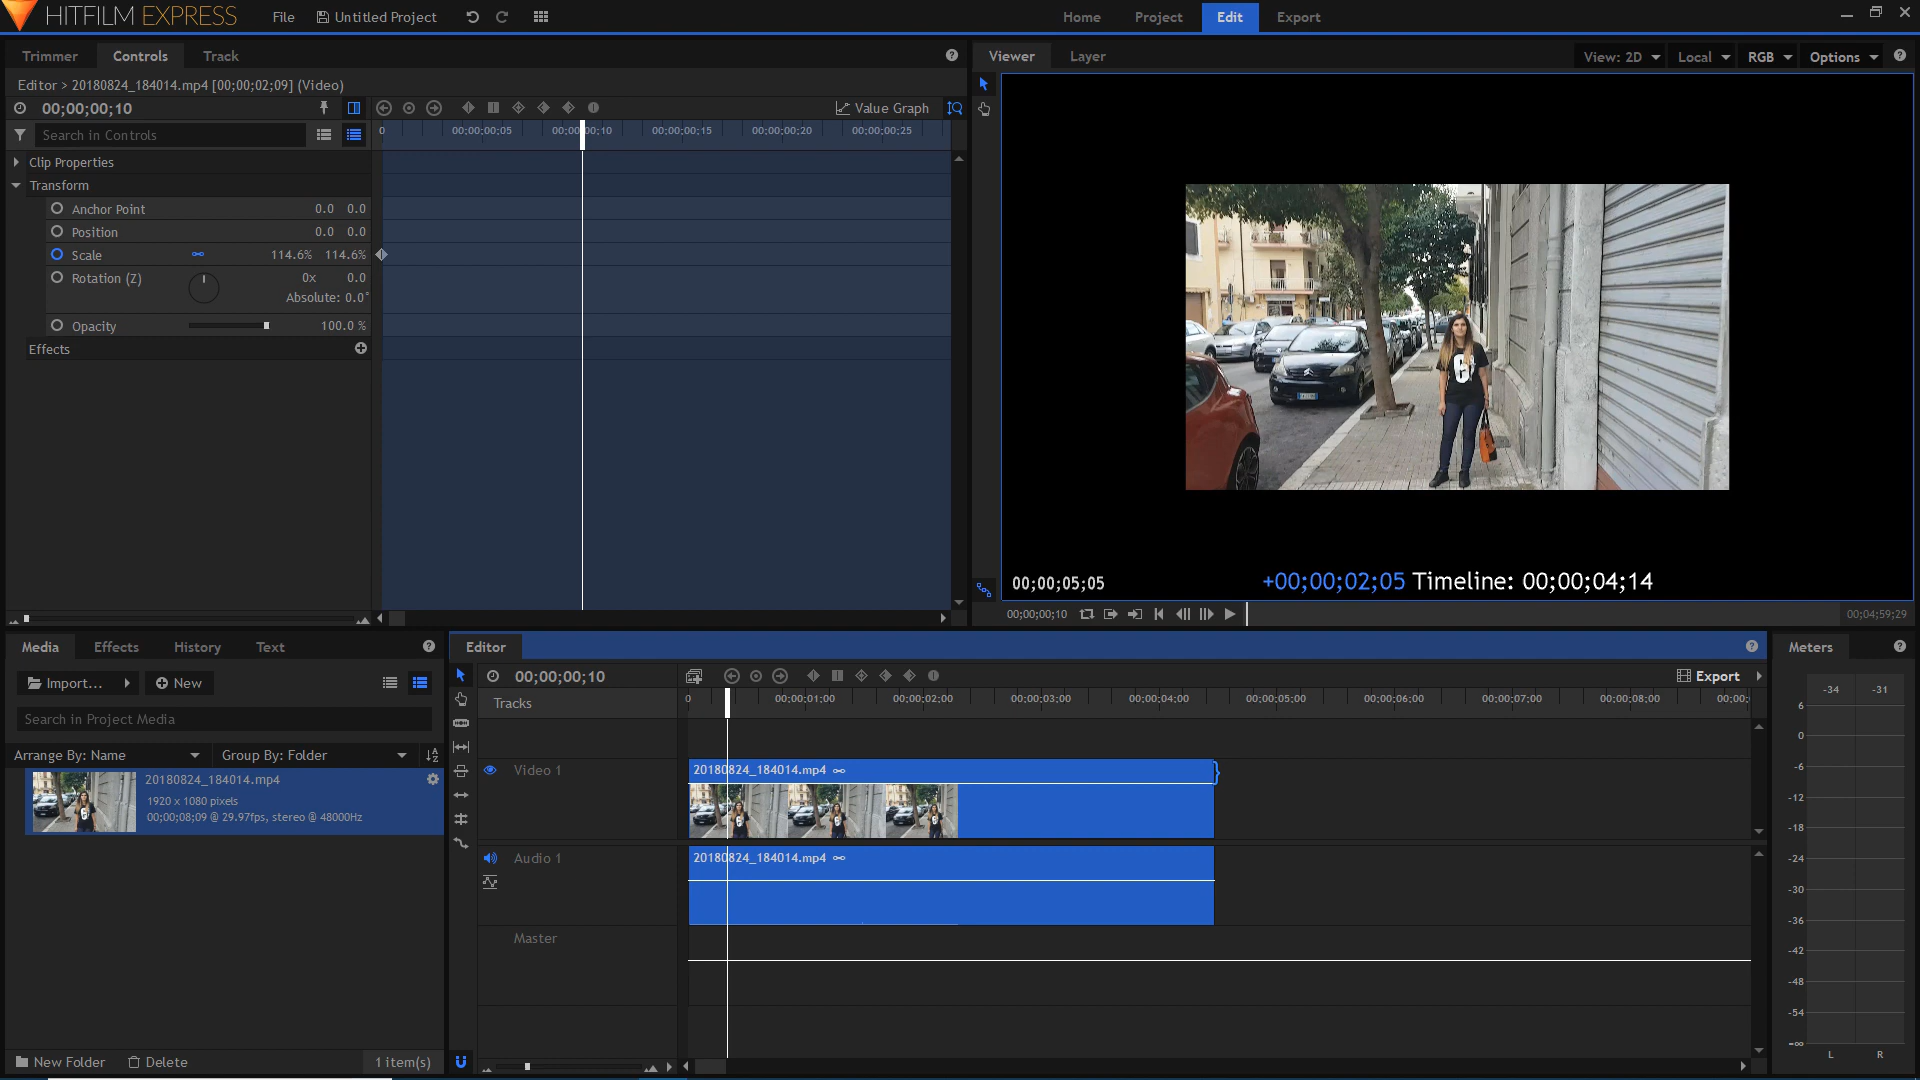 HITFILM EXPRESS
File
Untitled Project
Home
Project
Edit
Export
Trimmer
Controls
Track
Editor > 20180824_184014.mp4 [00;00;02;09] (Video)
00;00;00;10
Value Graph
Search in Controls
0
00;00;00;05
00;00;00;10
00;00;00;15
00;00;00;20
00;00;00;25
Clip Properties
Transform
Anchor Point 0.0 0.0
Position 0.0 0.0
Scale 114.6% 114.6%
Rotation (Z) 0x 0.0
Absolute: 0.0°
Opacity 100.0 %
Effects
Viewer
Layer
View: 2D
Local
RGB
Options
00;00;05;05
+00;00;02;05 Timeline: 00;00;04;14
00;00;00;10
00;04;59;29
Media
Effects
History
Text
Import...
New
Search in Project Media
Arrange By: Name
Group By: Folder
20180824_184014.mp4
1920 x 1080 pixels
00;00;08;09 @ 29.97fps, stereo @ 48000Hz
New Folder
Delete
1 item(s)
Editor
00;00;00;10
Export
Tracks
0
00;00;01;00
00;00;02;00
00;00;03;00
00;00;04;00
00;00;05;00
00;00;06;00
00;00;07;00
00;00;08;00
00;00;
Video 1
20180824_184014.mp4
Audio 1
20180824_184014.mp4
Master
Meters
-34 -31
6
0
-6
-12
-18
-24
-30
-36
-42
-48
-54
-∞
L R